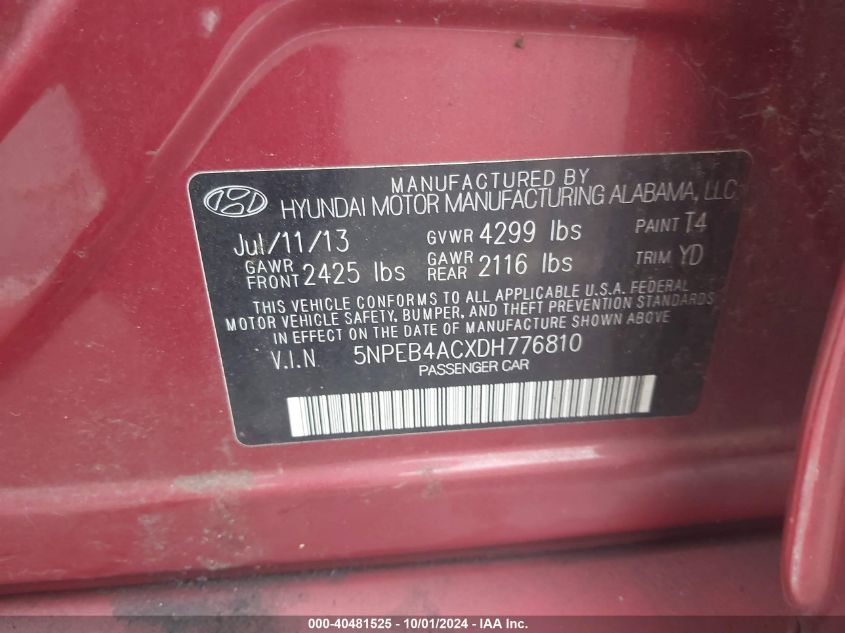 MANUFACTURED BY
HYUNDAI MOTOR MANUFACTURING ALABAMA, LLC
Jul/11/13 GVWR 4299 lbs PAINT T4
GAWR FRONT 2425 lbs GAWR REAR 2116 lbs TRIM YD
THIS VEHICLE CONFORMS TO ALL APPLICABLE U.S.A. FEDERAL
MOTOR VEHICLE SAFETY, BUMPER, AND THEFT PREVENTION STANDARDS
IN EFFECT ON THE DATE OF MANUFACTURE SHOWN ABOVE
V.I.N 5NPEB4ACXDH776810
PASSENGER CAR
000-40481525 - 10/01/2024 - IAA Inc.